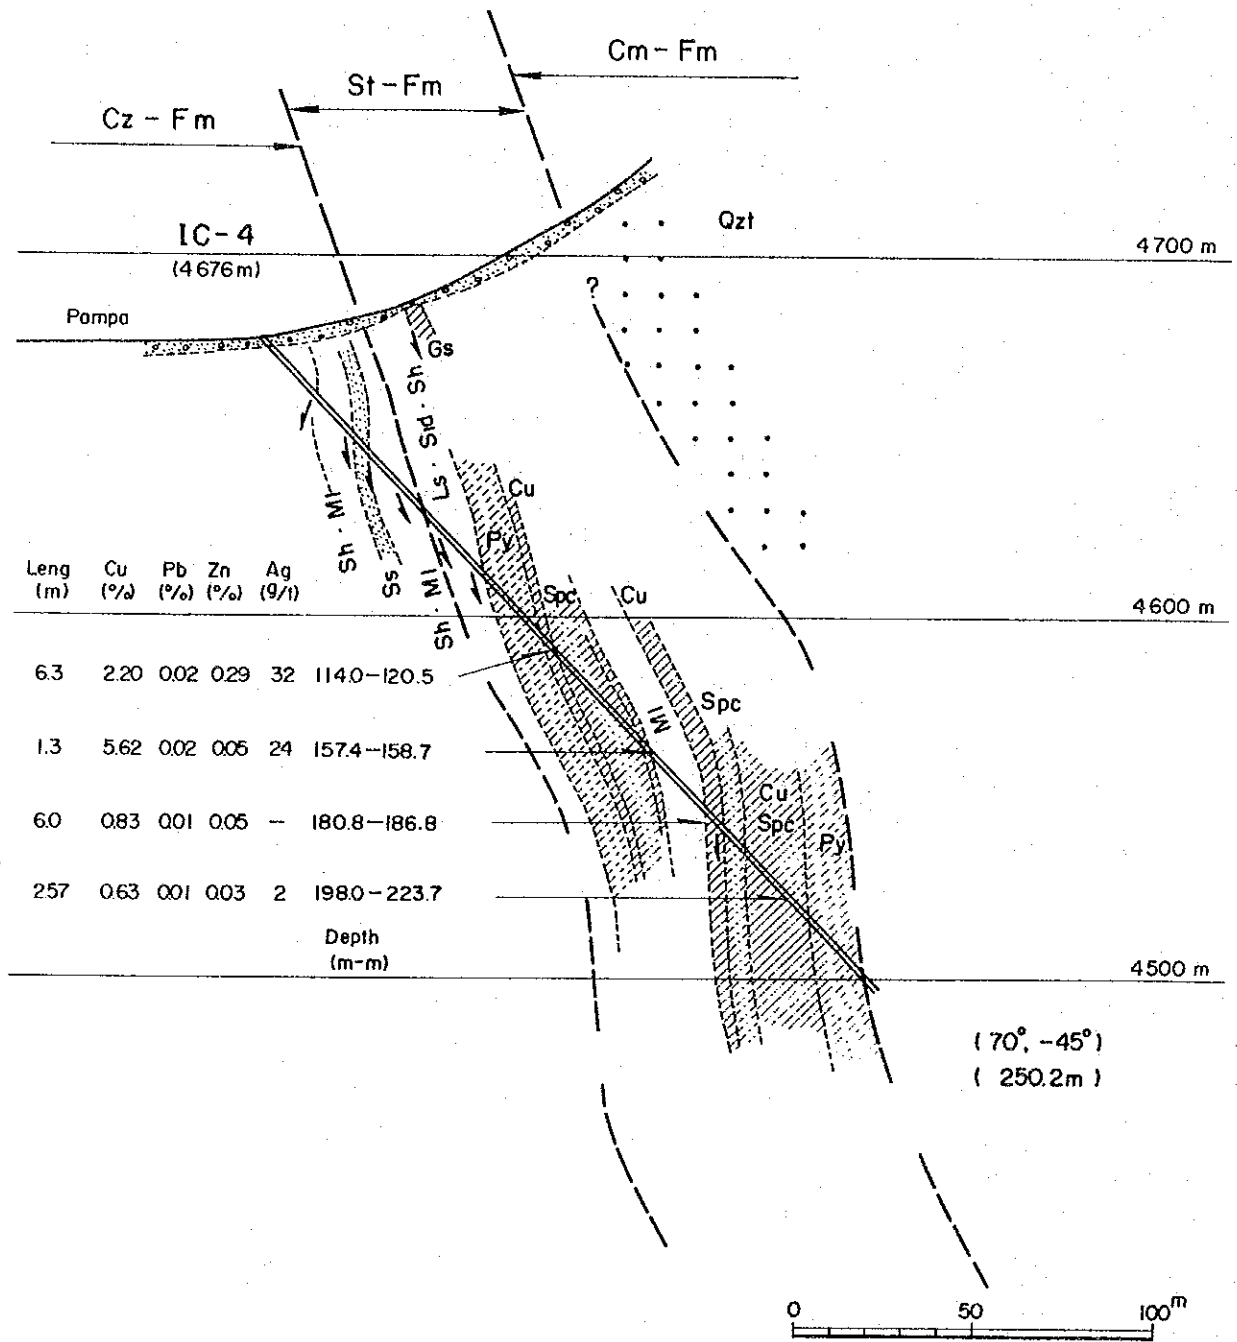 Cm - Fm
St - Fm
Cz - Fm
Qzt
IC-4
(4676m)
4700 m
?
Pampa
Gs
Ls · Sid · Sh
Cu
Sh · Ml
Py
Ss
Sh · Ml
Spc
Cu
Leng Cu Pb Zn Ag
(m) (%) (%) (%) (g/t)
4600 m
6.3 2.20 0.02 0.29 32 114.0-120.5
Spc
Ml
1.3 5.62 0.02 0.05 24 157.4-158.7
Cu
Spc
Py
6.0 0.83 0.01 0.05 - 180.8-186.8
257 0.63 0.01 0.03 2 198.0-223.7
Depth
(m-m)
4500 m
(70°, -45°)
( 250.2m )
0 50 100m